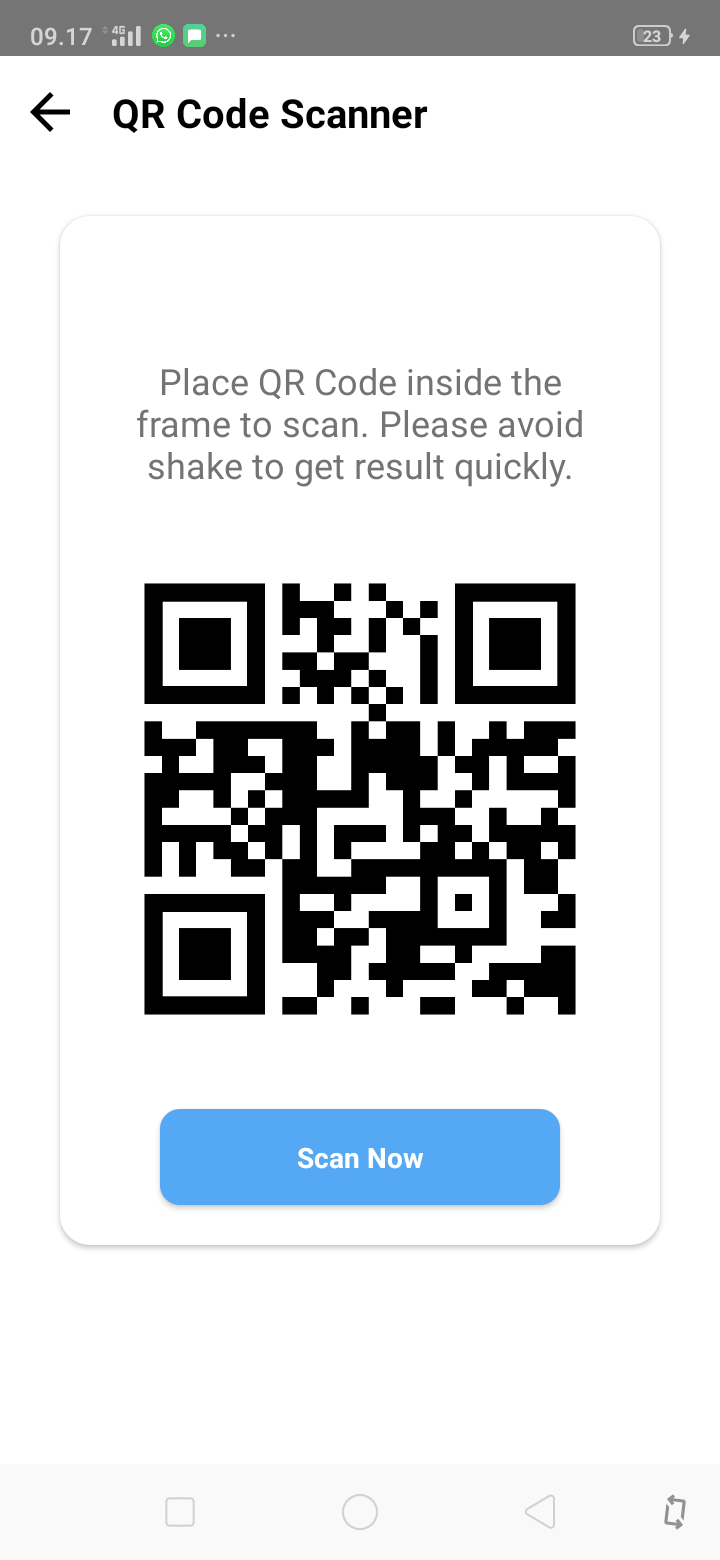 09.17 4G 23
QR Code Scanner
Place QR Code inside the
frame to scan. Please avoid
shake to get result quickly.
Scan Now